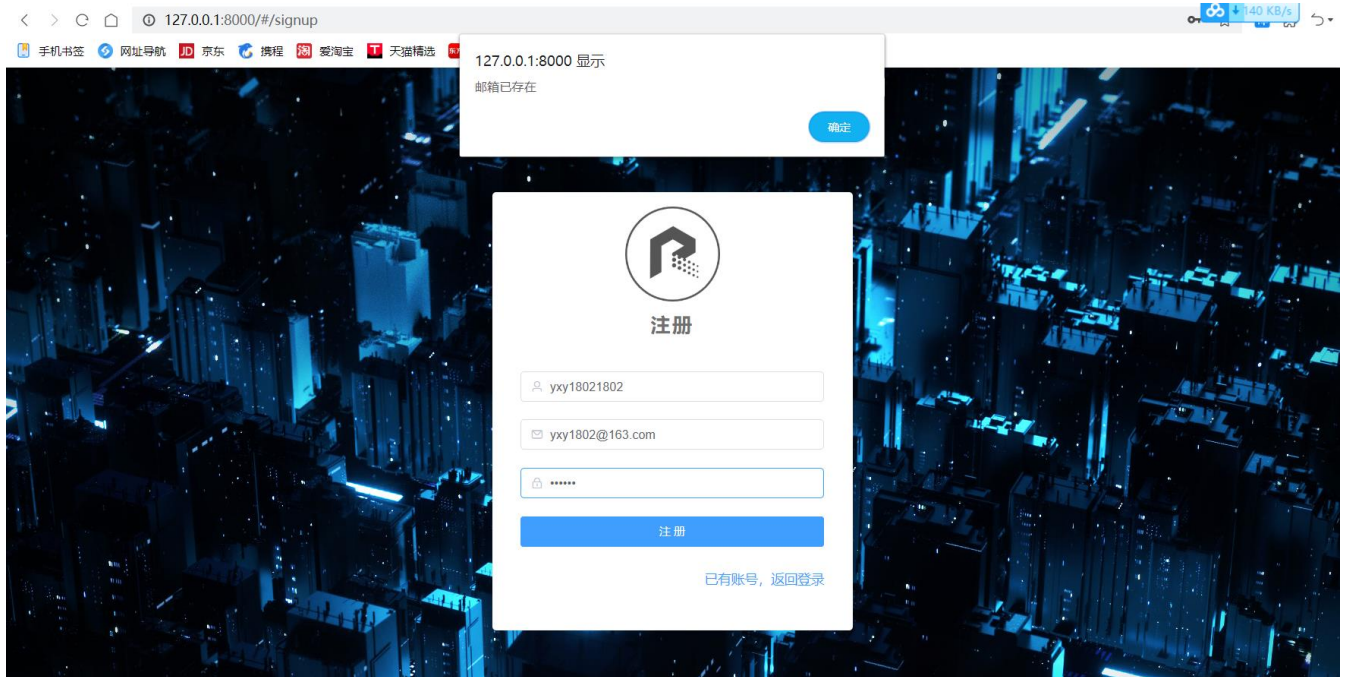 127.0.0.1:8000/#/signup
140 KB/s
手机书签 网址导航 JD 京东 携程 淘 爱淘宝 T 天猫精选
127.0.0.1:8000 显示
邮箱已存在
确定
注册
yxy18021802
yxy1802@163.com
••••••
注册
已有账号，返回登录